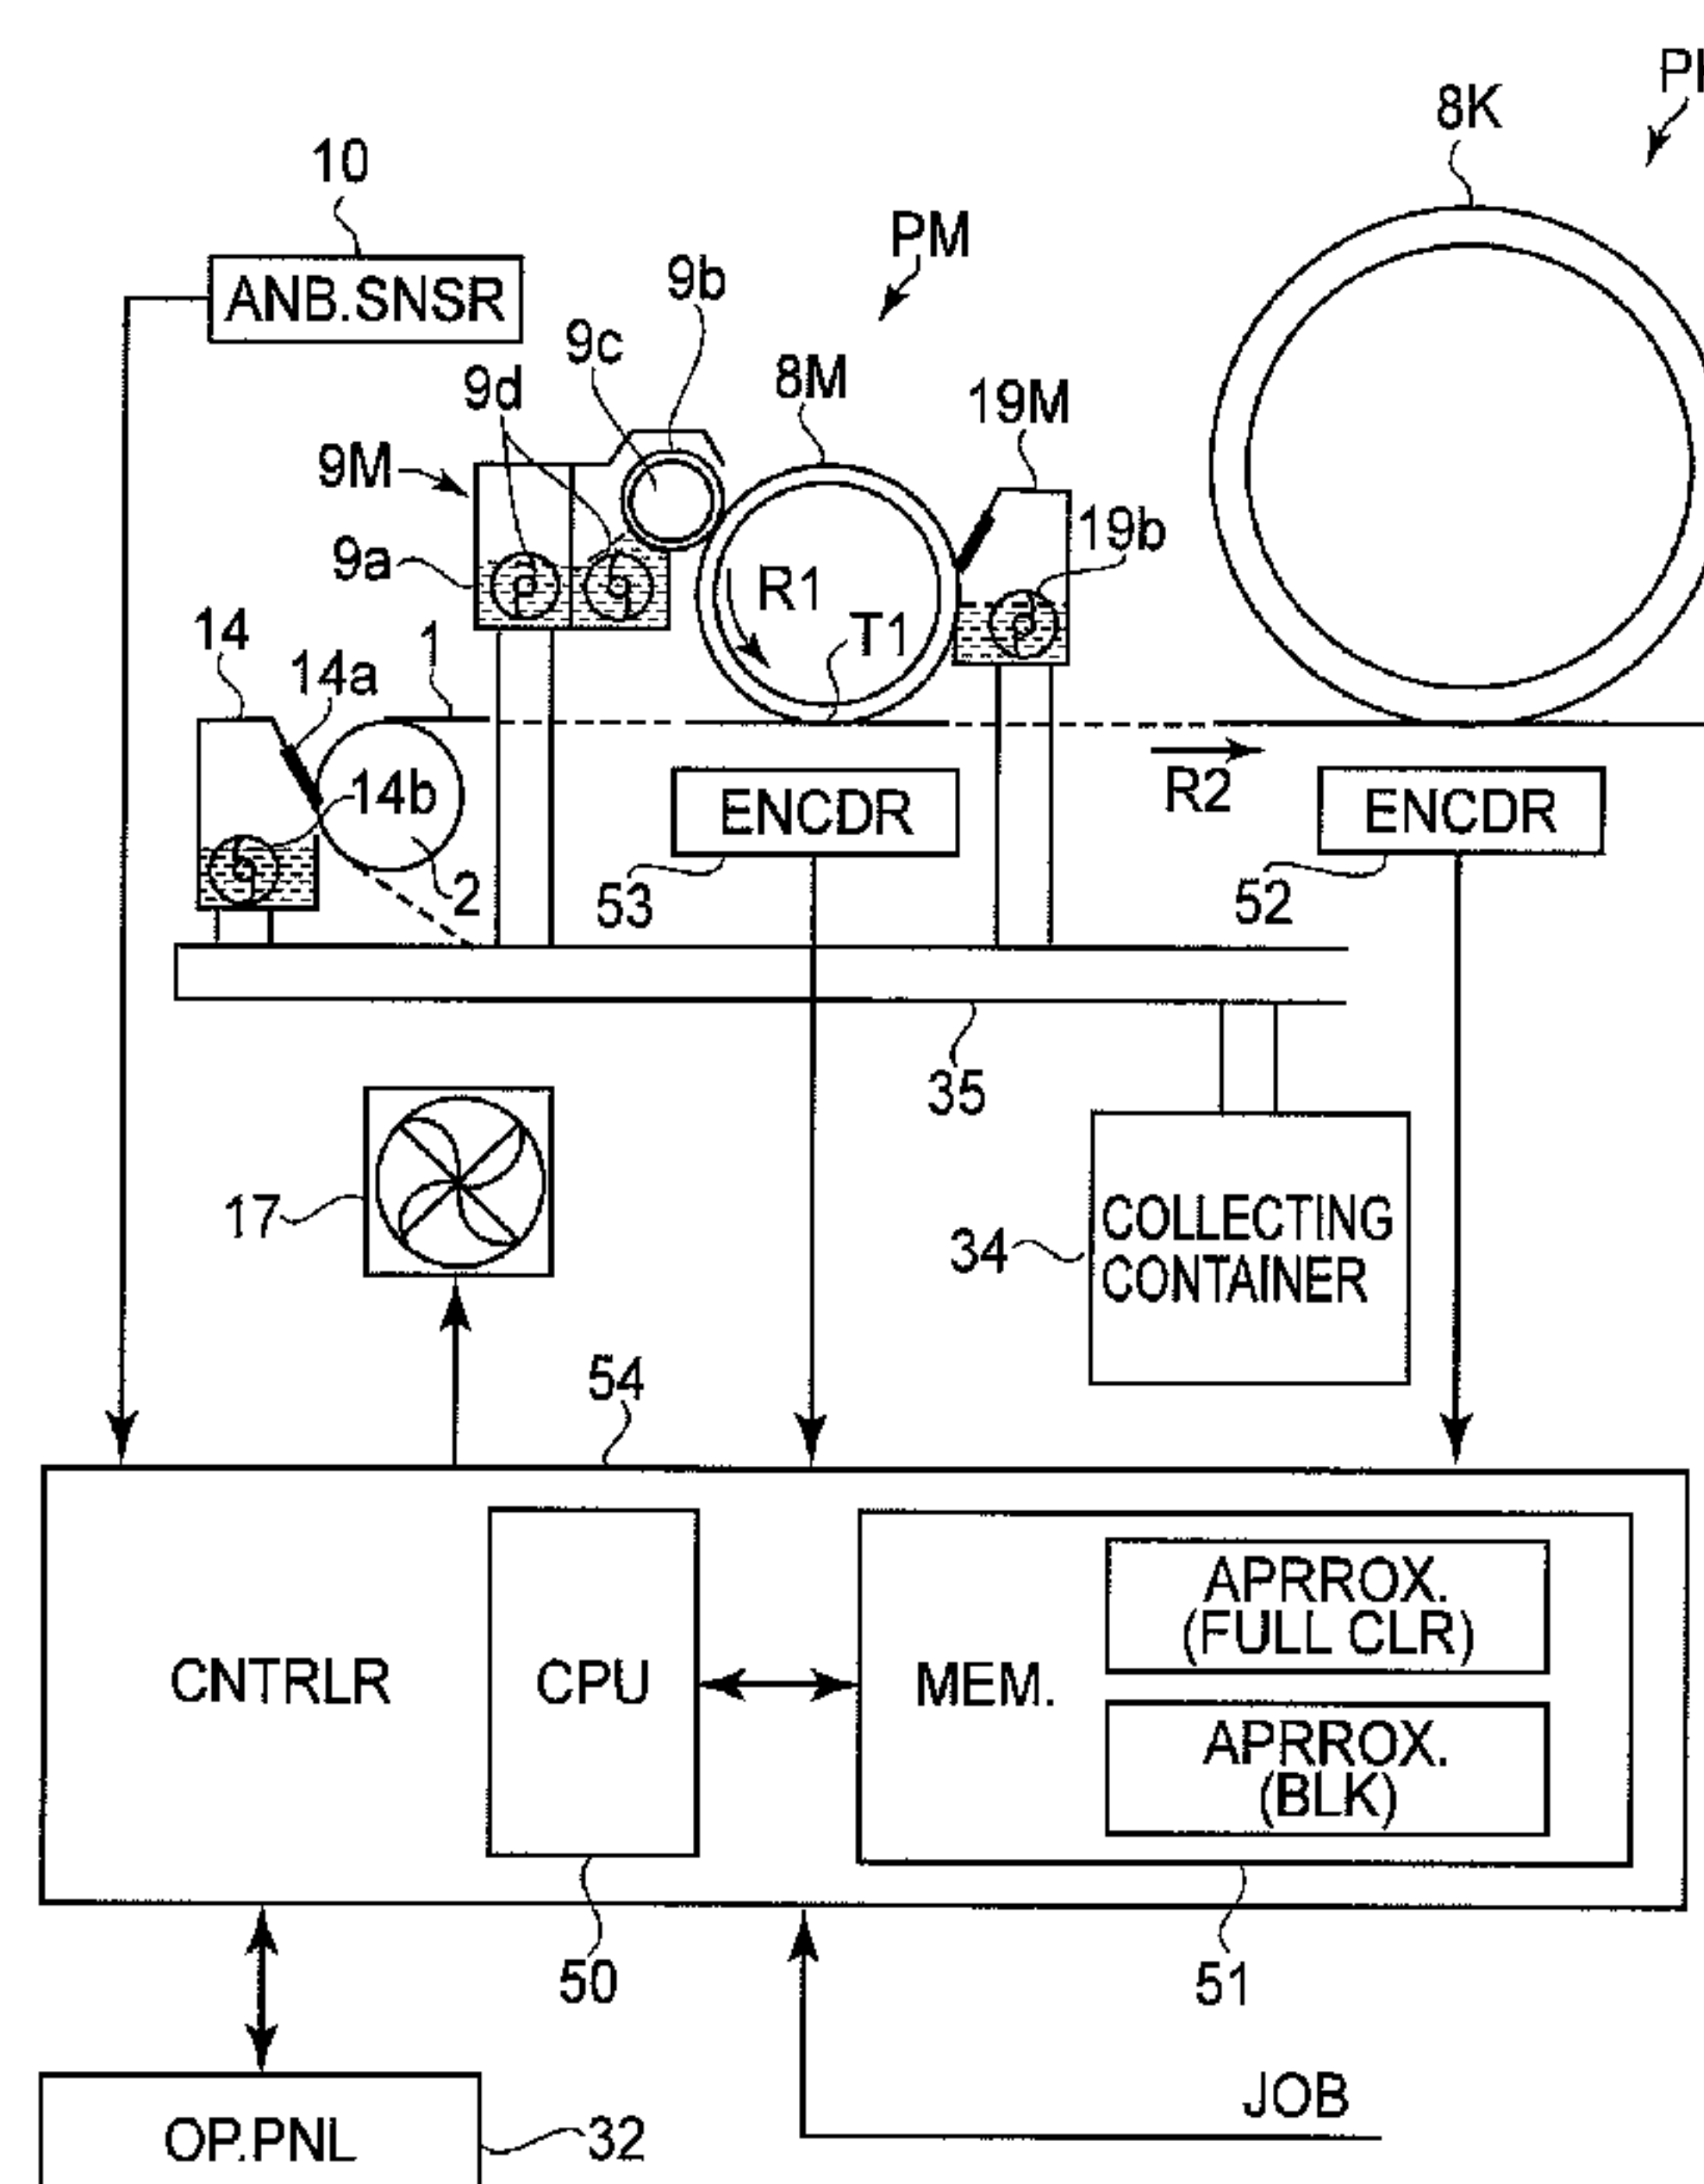 PK
8K
10
ANB.SNSR
PM
9b
9c
9d
8M
19M
9M
19b
9a
R1
T1
14
14a
1
14b
2
R2
ENCDR
ENCDR
53
52
35
17
34
COLLECTING
CONTAINER
54
CNTRLR
CPU
MEM.
APRROX.
(FULL CLR)
APRROX.
(BLK)
50
51
JOB
OP.PNL
32